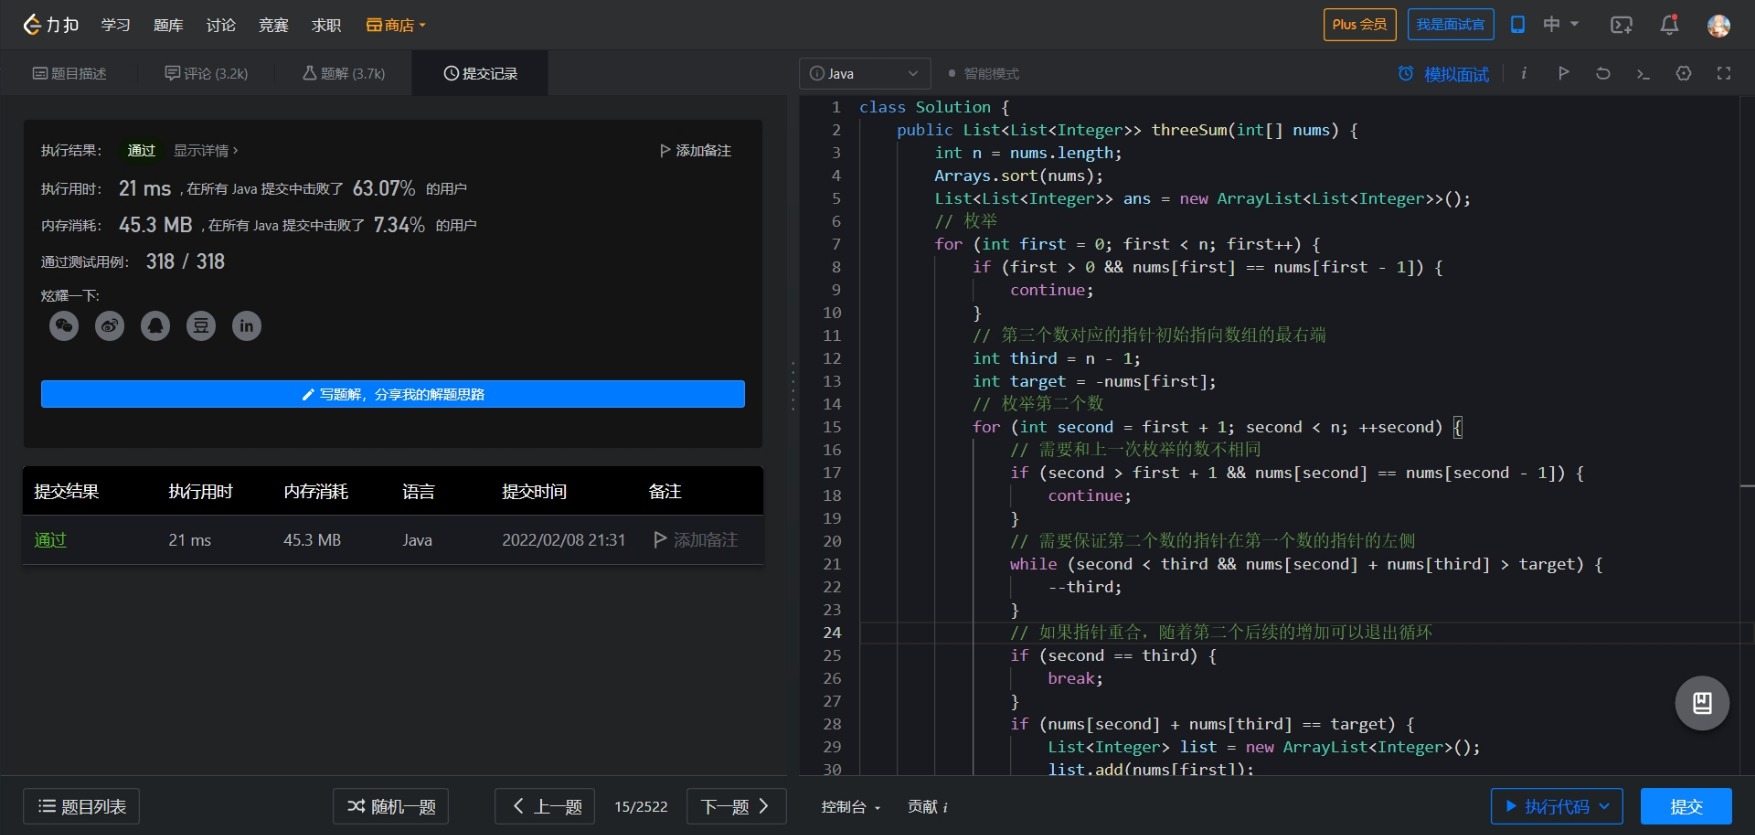 力扣 学习 题库 讨论 竞赛 求职 商店 Plus 会员 我是面试官 中
题目描述 评论 (3.2k) 题解 (3.7k) 提交记录
执行结果： 通过 显示详情 › 添加备注
执行用时： 21 ms , 在所有 Java 提交中击败了 63.07% 的用户
内存消耗： 45.3 MB , 在所有 Java 提交中击败了 7.34% 的用户
通过测试用例： 318 / 318
炫耀一下:
豆 in
写题解，分享我的解题思路
提交结果 执行用时 内存消耗 语言 提交时间 备注
通过 21 ms 45.3 MB Java 2022/02/08 21:31 添加备注
题目列表 随机一题 上一题 15/2522 下一题
Java 智能模式 模拟面试 i
1 class Solution {
2 public List<List<Integer>> threeSum(int[] nums) {
3 int n = nums.length;
4 Arrays.sort(nums);
5 List<List<Integer>> ans = new ArrayList<List<Integer>>();
6 // 枚举
7 for (int first = 0; first < n; first++) {
8 if (first > 0 && nums[first] == nums[first - 1]) {
9 continue;
10 }
11 // 第三个数对应的指针初始指向数组的最右端
12 int third = n - 1;
13 int target = -nums[first];
14 // 枚举第二个数
15 for (int second = first + 1; second < n; ++second) {
16 // 需要和上一次枚举的数不相同
17 if (second > first + 1 && nums[second] == nums[second - 1]) {
18 continue;
19 }
20 // 需要保证第二个数的指针在第一个数的指针的左侧
21 while (second < third && nums[second] + nums[third] > target) {
22 --third;
23 }
24 // 如果指针重合，随着第二个后续的增加可以退出循环
25 if (second == third) {
26 break;
27 }
28 if (nums[second] + nums[third] == target) {
29 List<Integer> list = new ArrayList<Integer>();
30 list.add(nums[first]);
控制台 贡献 i 执行代码 提交